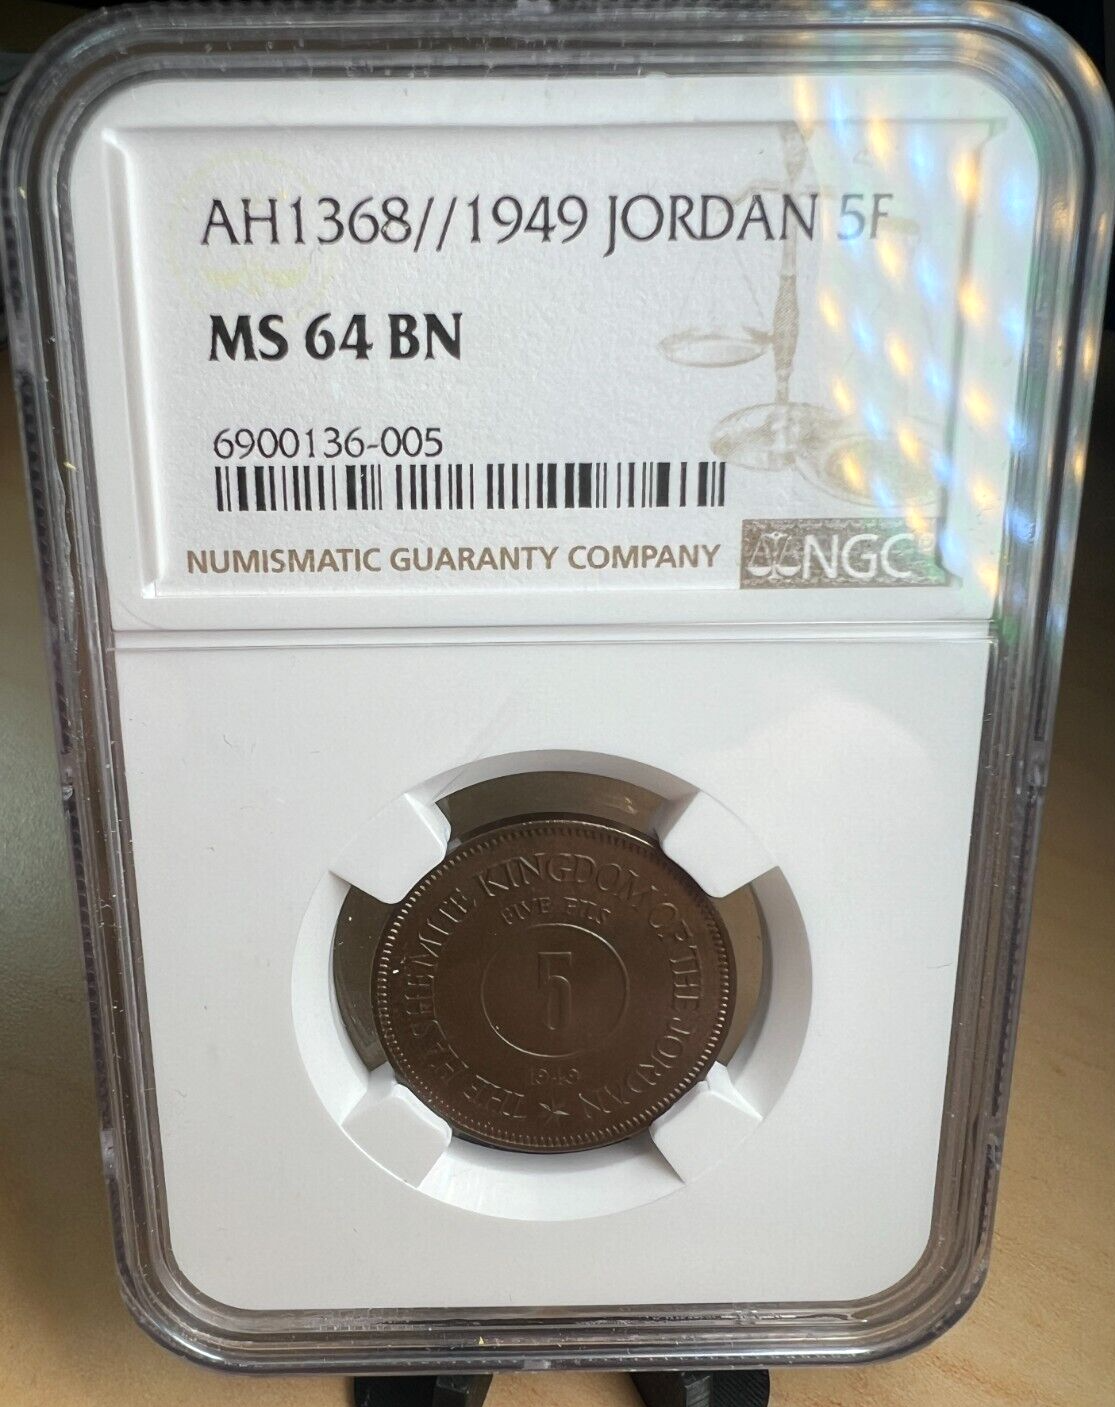 AH1368//1949 JORDAN 5F
MS 64 BN
6900136-005
NUMISMATIC GUARANTY COMPANY NGC
THE HASHEMITE KINGDOM OF THE JORDAN
FIVE FILS
5
1949